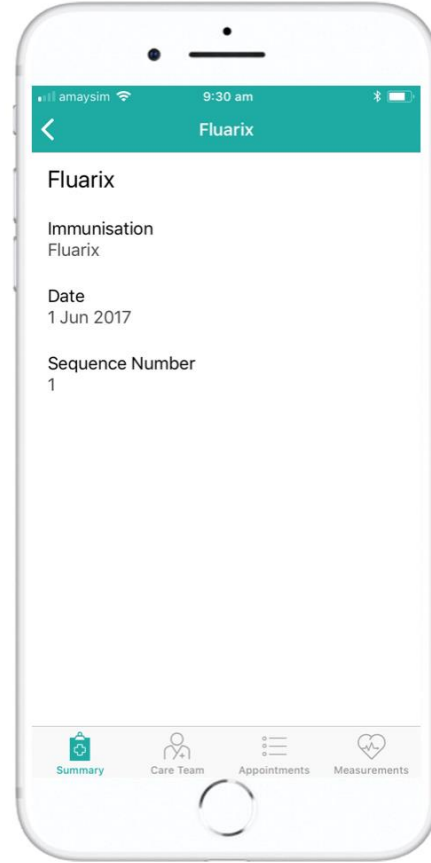 amaysim 9:30 am
Fluarix
Fluarix
Immunisation
Fluarix
Date
1 Jun 2017
Sequence Number
1
Summary Care Team Appointments Measurements